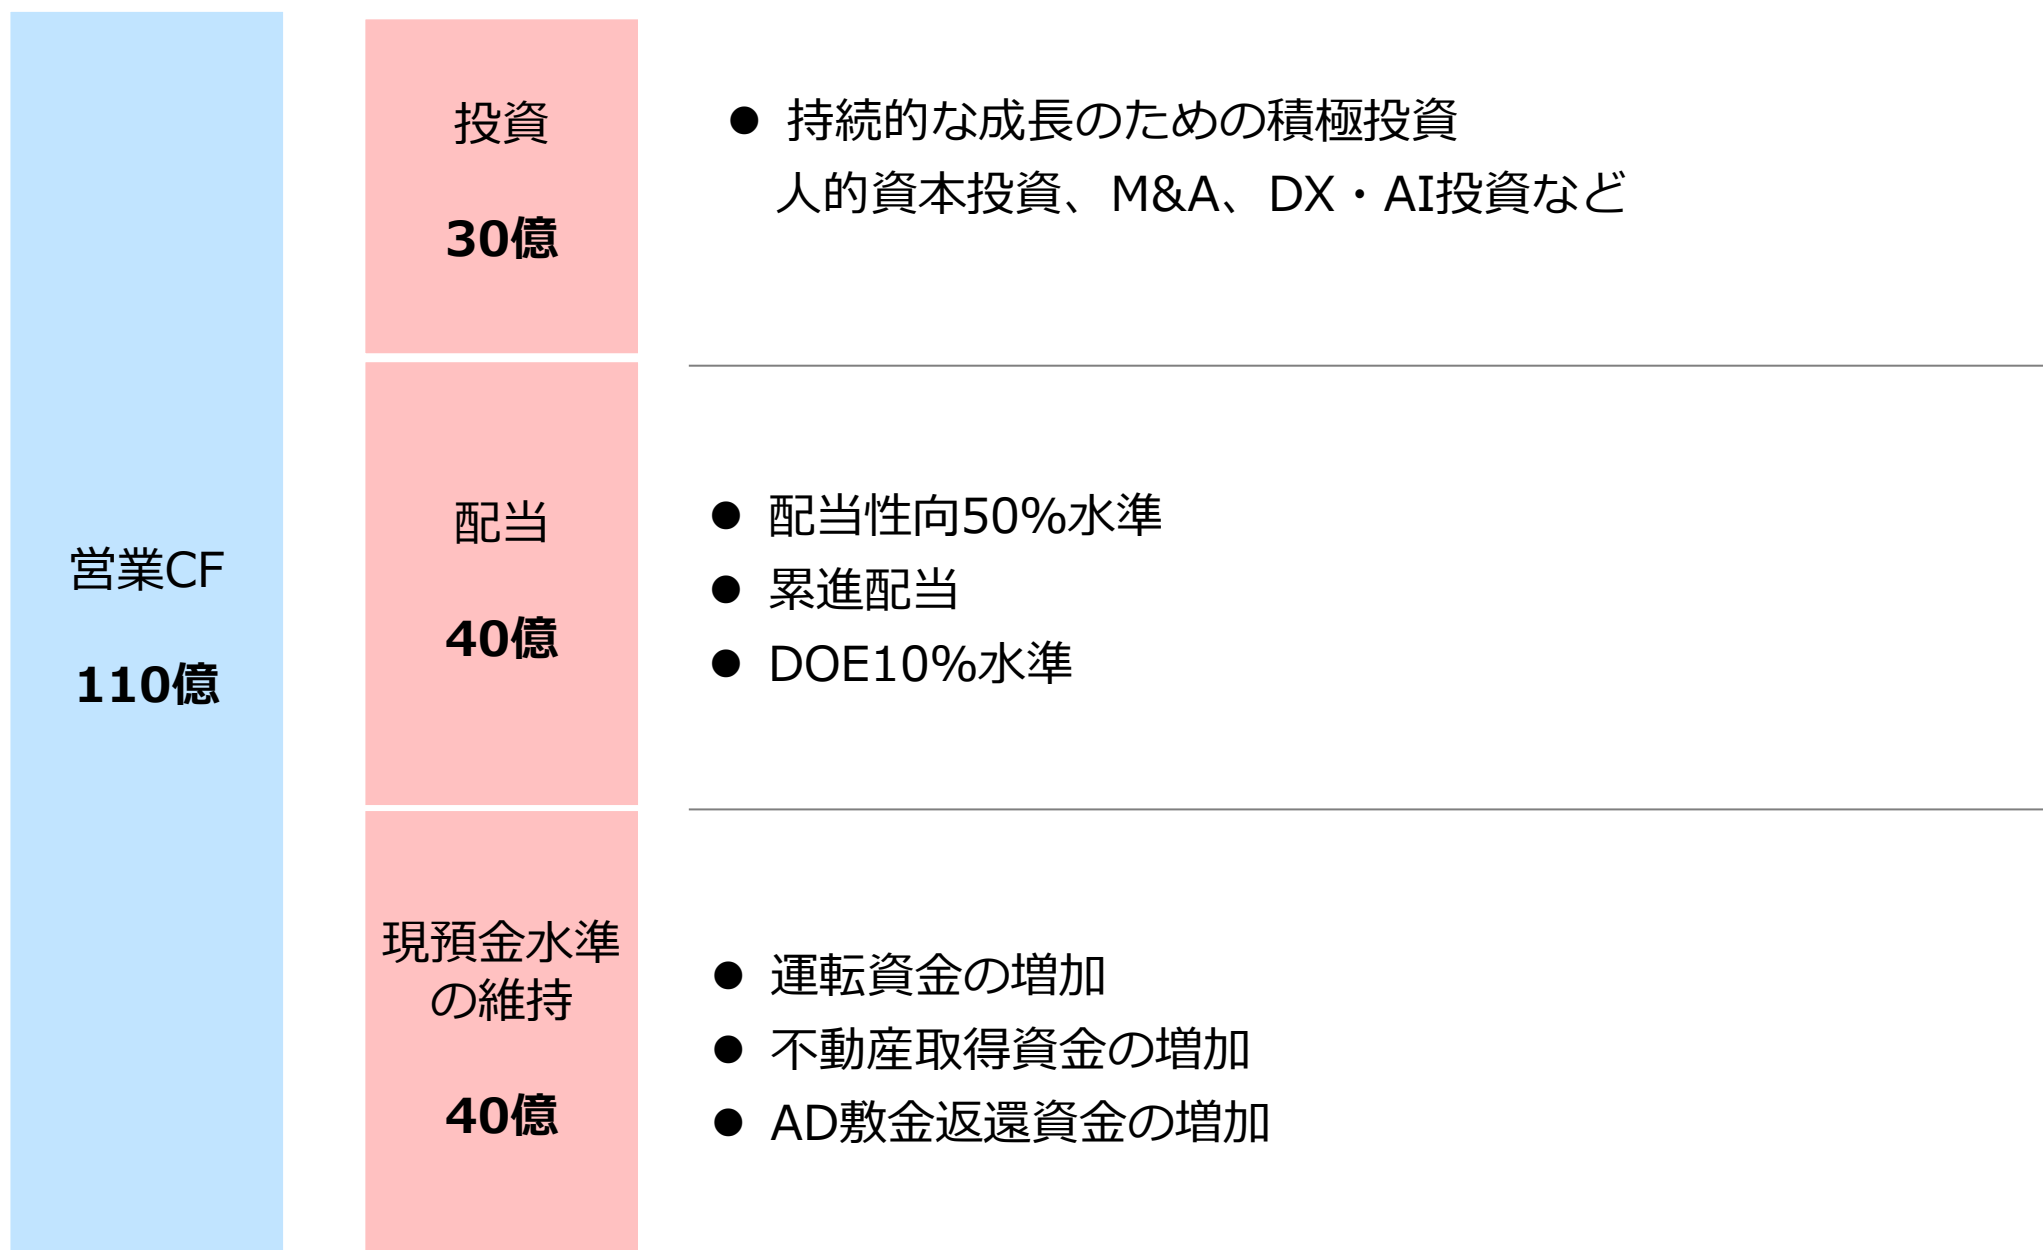 営業CF
110億
投資
30億
● 持続的な成長のための積極投資
人的資本投資、M&A、DX・AI投資など
配当
40億
● 配当性向50%水準
● 累進配当
● DOE10%水準
現預金水準
の維持
40億
● 運転資金の増加
● 不動産取得資金の増加
● AD敷金返還資金の増加